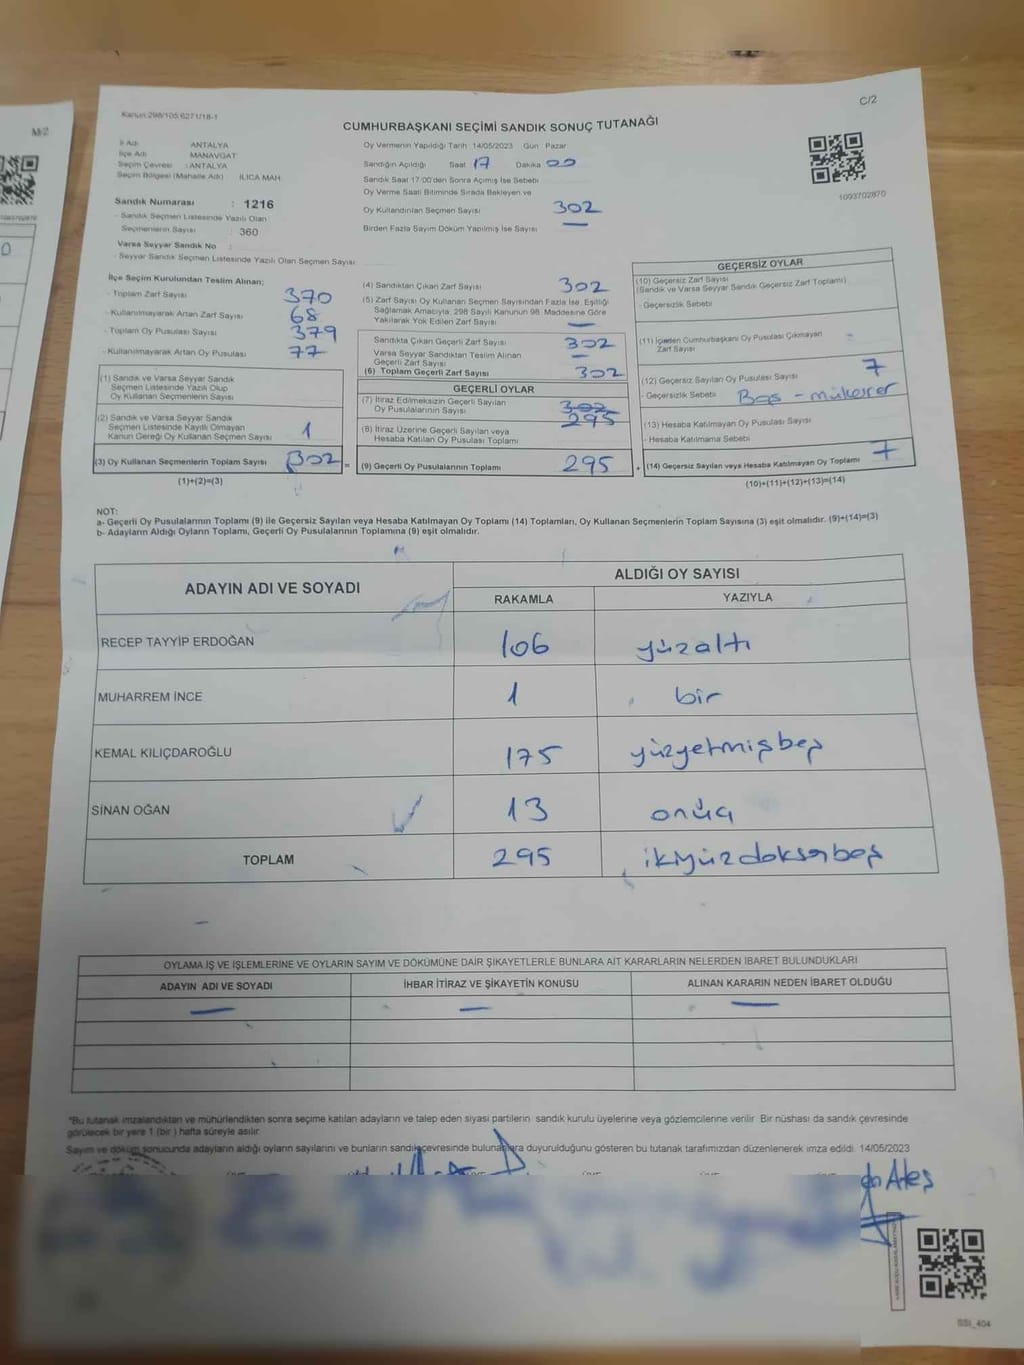 M/2
C/2
Kanun:298/105,6271/18-1
CUMHURBAŞKANI SEÇİMİ SANDIK SONUÇ TUTANAĞI
İl Adı ANTALYA
İlçe Adı MANAVGAT
Seçim Çevresi : ANTALYA
Seçim Bölgesi (Mahalle Adı) ILICA MAH
Oy Vermenin Yapıldığı Tarih 14/05/2023 Gün Pazar
Sandığın Açıldığı Saat 17 Dakika 00
Sandık Saat 17:00'den Sonra Açılmış İse Sebebi
Oy Verme Saati Bitiminde Sırada Bekleyen ve
Oy Kullandırılan Seçmen Sayısı 302
Birden Fazla Sayım Döküm Yapılmış İse Sayısı —
1093702870
Sandık Numarası : 1216
- Sandık Seçmen Listesinde Yazılı Olan
Seçmenlerin Sayısı : 360
Varsa Seyyar Sandık No :
- Seyyar Sandık Seçmen Listesinde Yazılı Olan Seçmen Sayısı
İlçe Seçim Kurulundan Teslim Alınan;
- Toplam Zarf Sayısı 370
- Kullanılmayarak Artan Zarf Sayısı 68
- Toplam Oy Pusulası Sayısı 379
- Kullanılmayarak Artan Oy Pusulası 77
(1) Sandık ve Varsa Seyyar Sandık
Seçmen Listesinde Yazılı Olup
Oy Kullanan Seçmenlerin Sayısı
(2) Sandık ve Varsa Seyyar Sandık
Seçmen Listesinde Kayıtlı Olmayan
Kanun Gereği Oy Kullanan Seçmen Sayısı 1
(3) Oy Kullanan Seçmenlerin Toplam Sayısı 302
(1)+(2)=(3)
(4) Sandıktan Çıkan Zarf Sayısı 302
(5) Zarf Sayısı Oy Kullanan Seçmen Sayısından Fazla İse, Eşitliği
Sağlamak Amacıyla, 298 Sayılı Kanunun 98. Maddesine Göre
Yakılarak Yok Edilen Zarf Sayısı —
Sandıkta Çıkan Geçerli Zarf Sayısı 302
Varsa Seyyar Sandıktan Teslim Alınan
Geçerli Zarf Sayısı —
(6) Toplam Geçerli Zarf Sayısı 302
GEÇERLİ OYLAR
(7) İtiraz Edilmeksizin Geçerli Sayılan
Oy Pusulalarının Sayısı 302 295
(8) İtiraz Üzerine Geçerli Sayılan veya
Hesaba Katılan Oy Pusulası Toplamı
= (9) Geçerli Oy Pusulalarının Toplamı 295
GEÇERSİZ OYLAR
(10) Geçersiz Zarf Sayısı
(Sandık ve Varsa Seyyar Sandık Geçersiz Zarf Toplamı)
- Geçersizlik Sebebi
(11) İçinden Cumhurbaşkanı Oy Pusulası Çıkmayan
Zarf Sayısı
(12) Geçersiz Sayılan Oy Pusulası Sayısı 7
- Geçersizlik Sebebi Boş - mükerrer
(13) Hesaba Katılmayan Oy Pusulası Sayısı
- Hesaba Katılmama Sebebi
+ (14) Geçersiz Sayılan veya Hesaba Katılmayan Oy Toplamı 7
(10)+(11)+(12)+(13)=(14)
NOT:
a- Geçerli Oy Pusulalarının Toplamı (9) ile Geçersiz Sayılan veya Hesaba Katılmayan Oy Toplamı (14) Toplamları, Oy Kullanan Seçmenlerin Toplam Sayısına (3) eşit olmalıdır. (9)+(14)=(3)
b- Adayların Aldığı Oyların Toplamı, Geçerli Oy Pusulalarının Toplamına (9) eşit olmalıdır.
ADAYIN ADI VE SOYADI
ALDIĞI OY SAYISI
RAKAMLA YAZIYLA
RECEP TAYYİP ERDOĞAN 106 yüzaltı
MUHARREM İNCE 1 bir
KEMAL KILIÇDAROĞLU 175 yüzyetmişbeş
SİNAN OĞAN 13 onüç
TOPLAM 295 ikiyüzdoksanbeş
OYLAMA İŞ VE İŞLEMLERİNE VE OYLARIN SAYIM VE DÖKÜMÜNE DAİR ŞİKAYETLERLE BUNLARA AİT KARARLARIN NELERDEN İBARET BULUNDUKLARI
ADAYIN ADI VE SOYADI İHBAR İTİRAZ VE ŞİKAYETİN KONUSU ALINAN KARARIN NEDEN İBARET OLDUĞU
— — —
*Bu tutanak imzalandıktan ve mühürlendikten sonra seçime katılan adayların ve talep eden siyasi partilerin sandık kurulu üyelerine veya gözlemcilerine verilir. Bir nüshası da sandık çevresinde
görülecek bir yere 1 (bir) hafta süreyle asılır.
Sayım ve döküm sonucunda adayların aldığı oyların sayılarını ve bunların sandık çevresinde bulunanlara duyurulduğunu gösteren bu tutanak tarafımızdan düzenlenerek imza edildi. 14/05/2023
Ateş
SSI_404